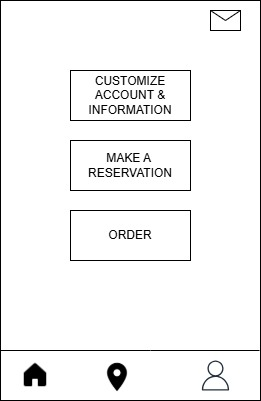 CUSTOMIZE
ACCOUNT &
INFORMATION
MAKE A
RESERVATION
ORDER